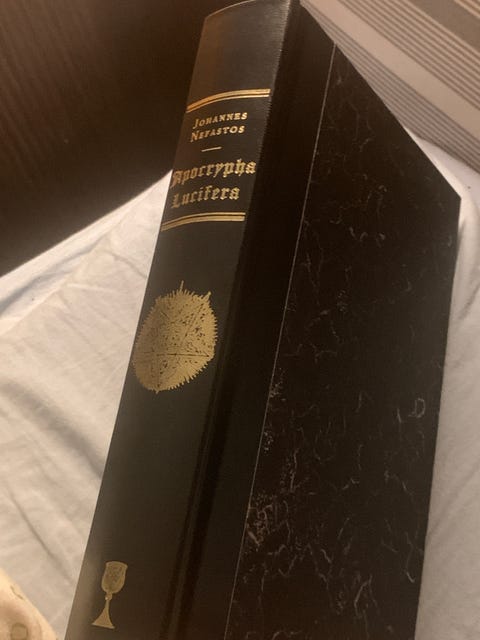 Johannes
Nefastos
Apocrypha
Lucifera